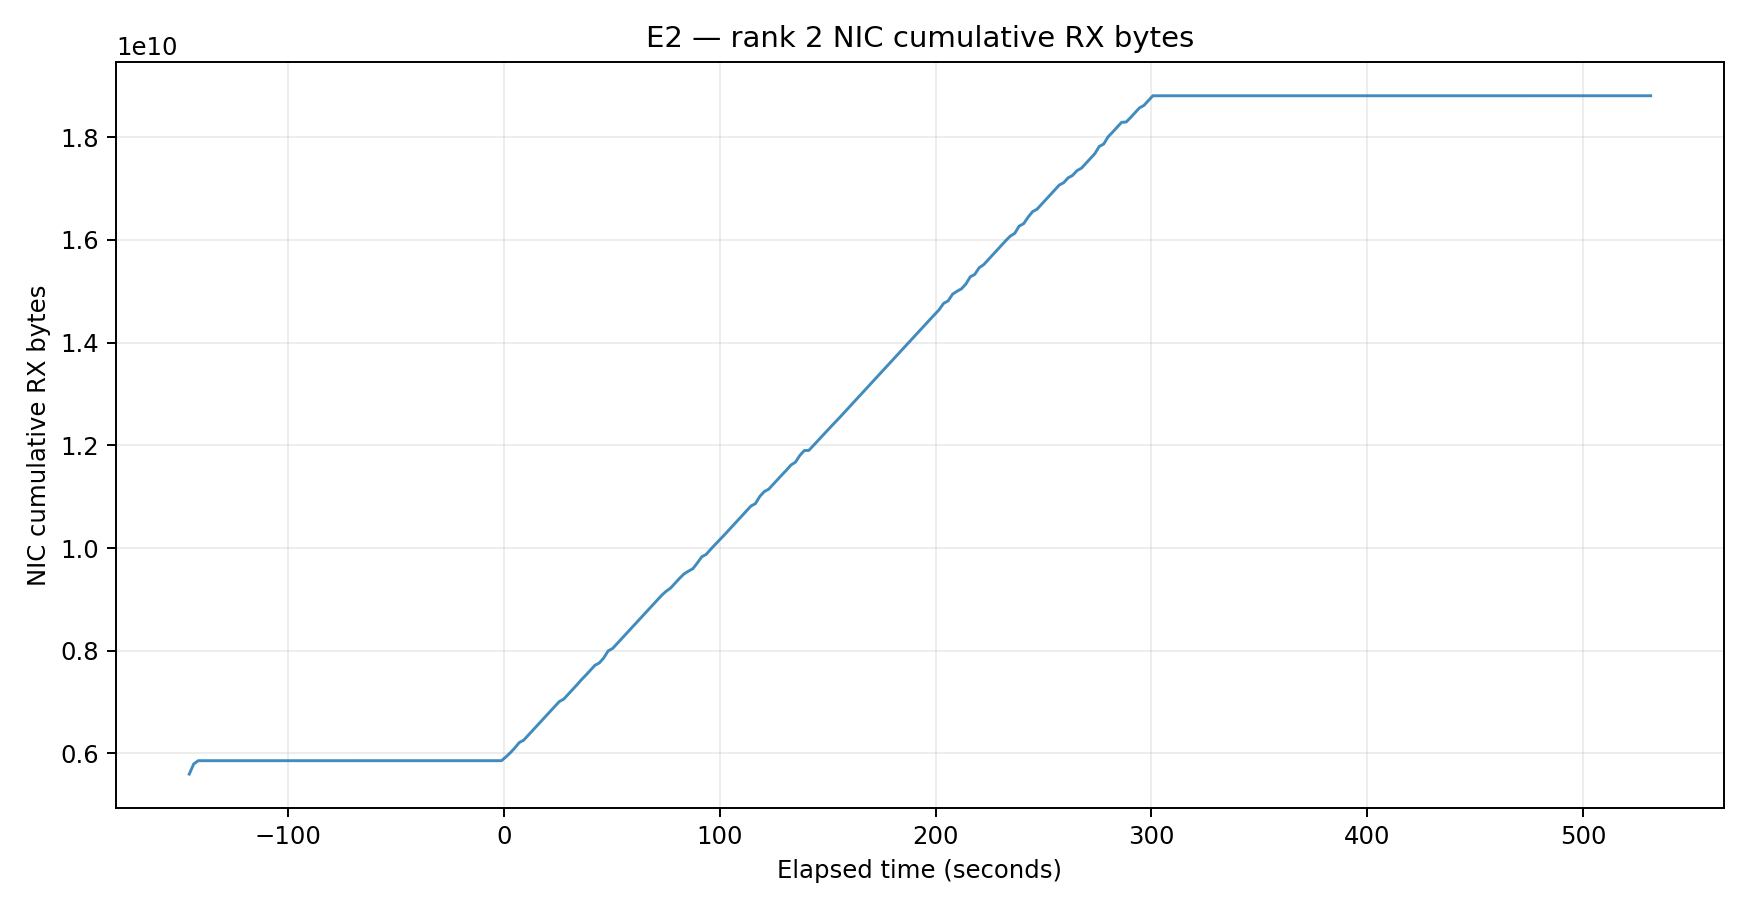 E2 — rank 2 NIC cumulative RX bytes
1e10
NIC cumulative RX bytes
1.8
1.6
1.4
1.2
1.0
0.8
0.6
−100 0 100 200 300 400 500
Elapsed time (seconds)